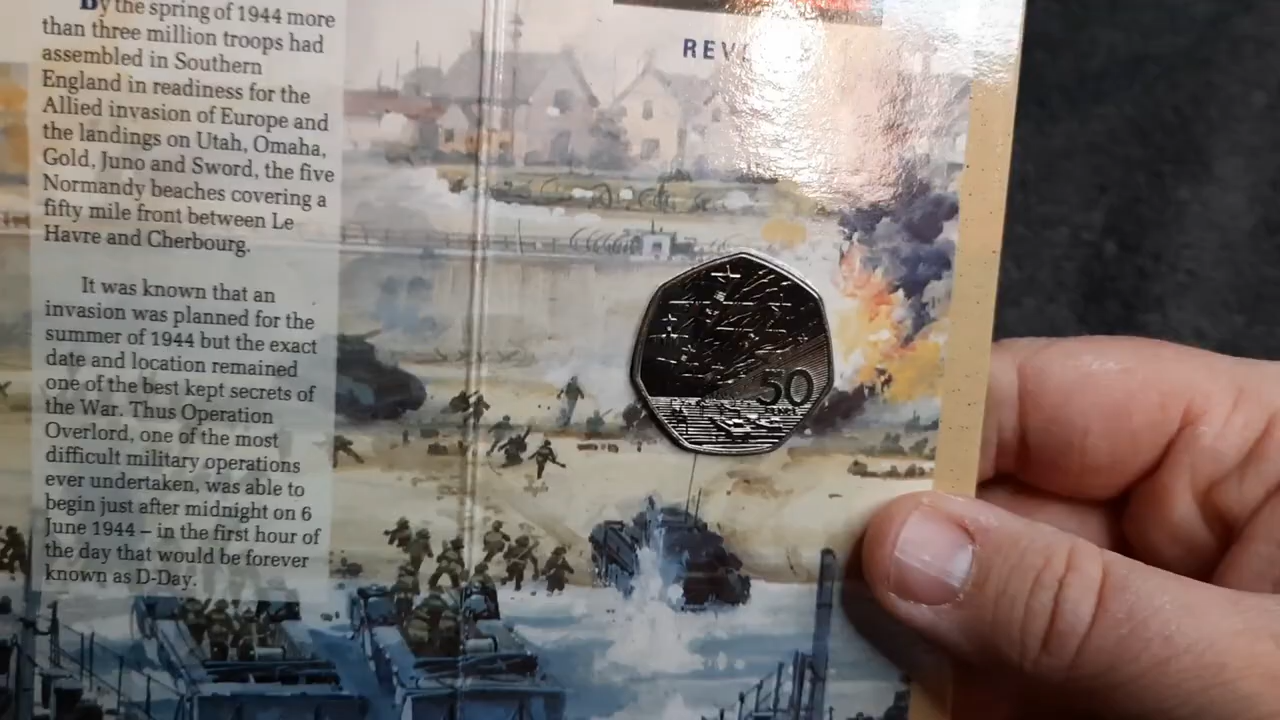 By the spring of 1944 more
than three million troops had
assembled in Southern
England in readiness for the
Allied invasion of Europe and
the landings on Utah, Omaha,
Gold, Juno and Sword, the five
Normandy beaches covering a
fifty mile front between Le
Havre and Cherbourg.
It was known that an
invasion was planned for the
summer of 1944 but the exact
date and location remained
one of the best kept secrets of
the War. Thus Operation
Overlord, one of the most
difficult military operations
ever undertaken, was able to
begin just after midnight on 6
June 1944 – in the first hour of
the day that would be forever
known as D-Day.
REV
50
PENCE